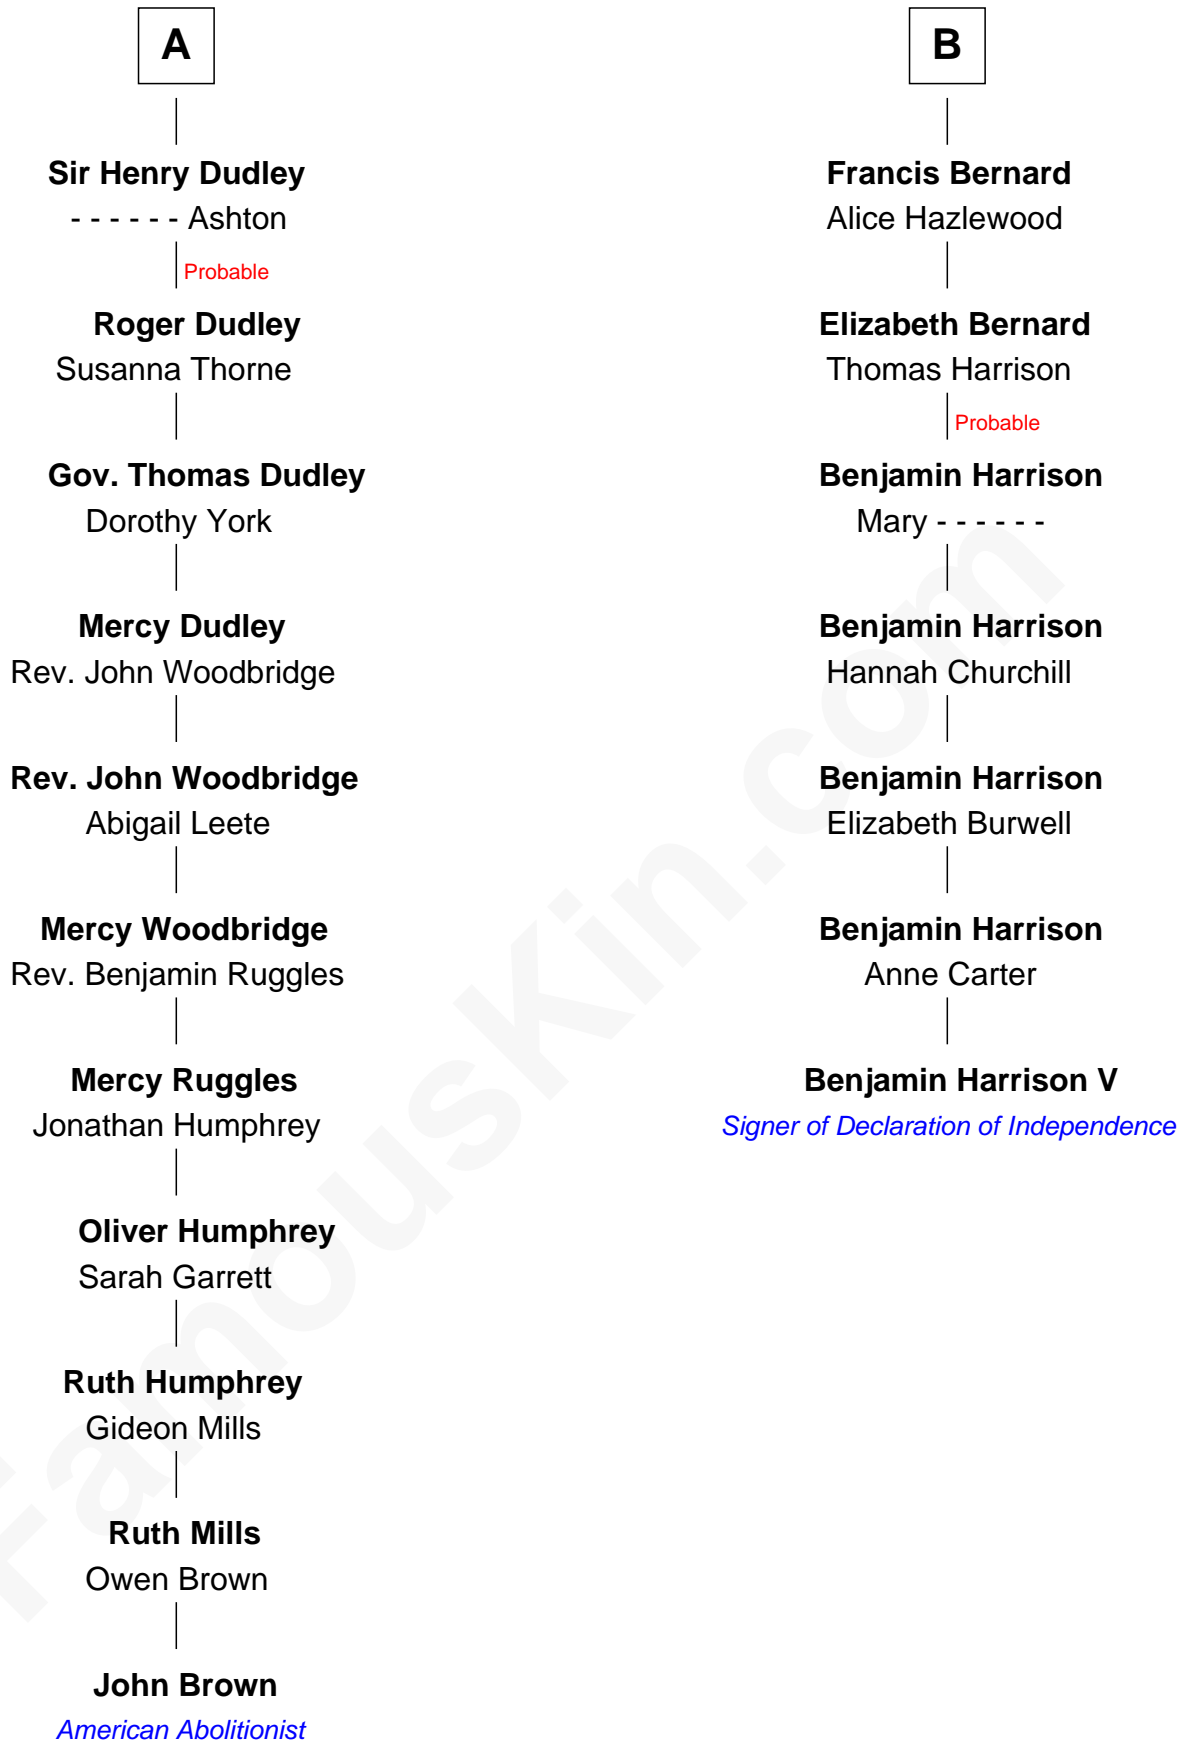 A
Sir Henry Dudley
- - - - - - Ashton
Probable
Roger Dudley
Susanna Thorne
Gov. Thomas Dudley
Dorothy York
Mercy Dudley
Rev. John Woodbridge
Rev. John Woodbridge
Abigail Leete
Mercy Woodbridge
Rev. Benjamin Ruggles
Mercy Ruggles
Jonathan Humphrey
Oliver Humphrey
Sarah Garrett
Ruth Humphrey
Gideon Mills
Ruth Mills
Owen Brown
John Brown
American Abolitionist
B
Francis Bernard
Alice Hazlewood
Elizabeth Bernard
Thomas Harrison
Probable
Benjamin Harrison
Mary - - - - - -
Benjamin Harrison
Hannah Churchill
Benjamin Harrison
Elizabeth Burwell
Benjamin Harrison
Anne Carter
Benjamin Harrison V
Signer of Declaration of Independence
FamousKin.com